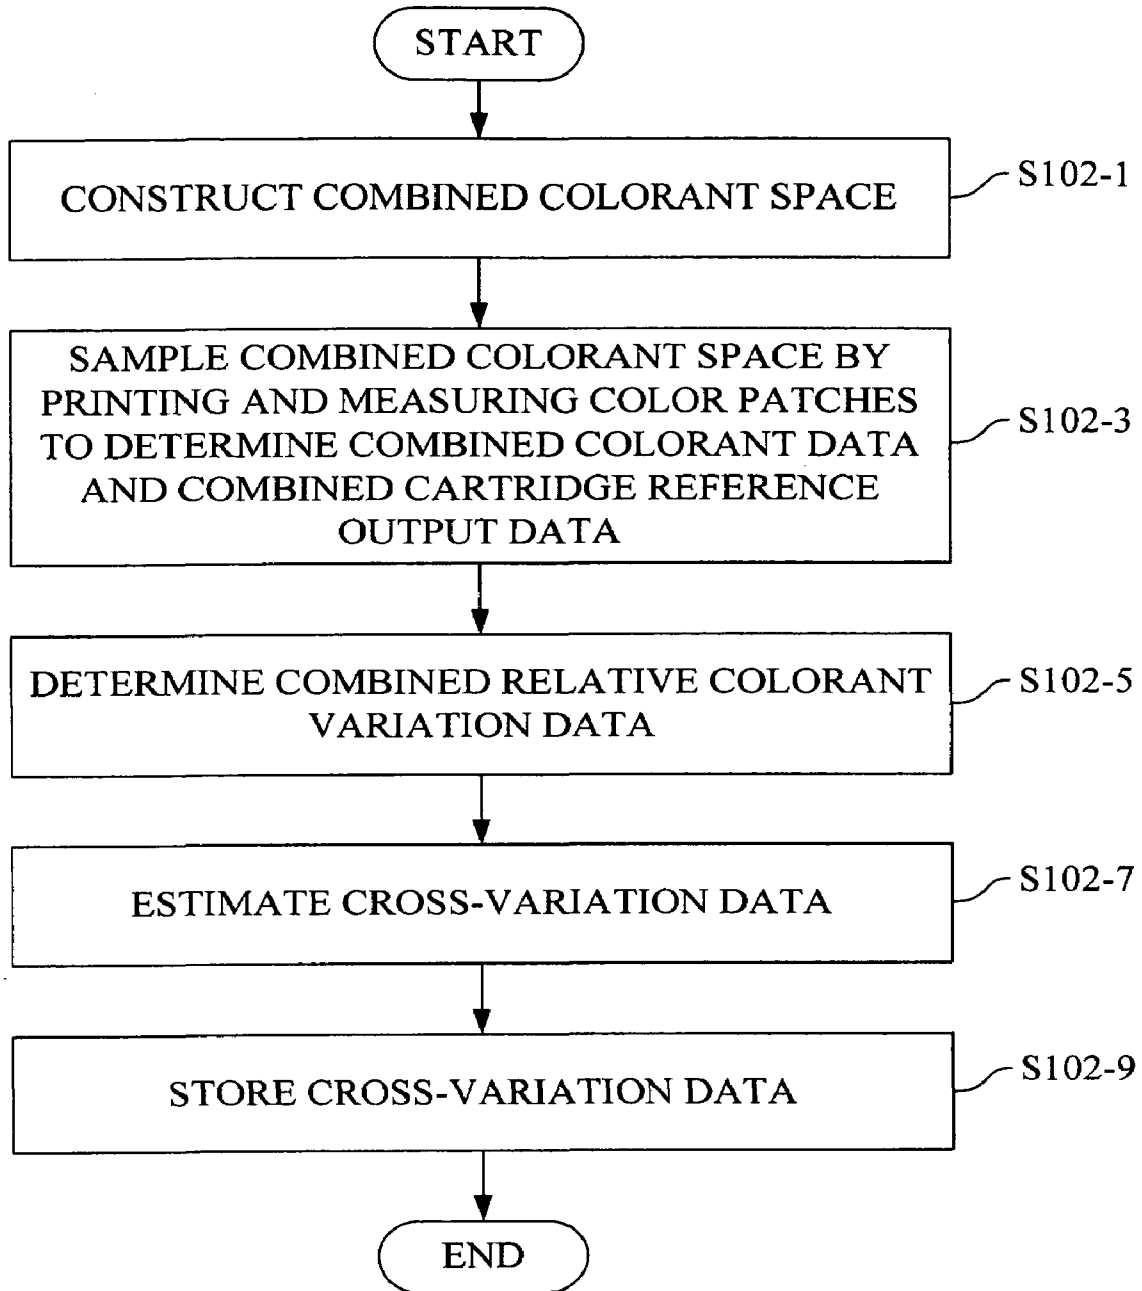 START
CONSTRUCT COMBINED COLORANT SPACE
S102-1
SAMPLE COMBINED COLORANT SPACE BY
PRINTING AND MEASURING COLOR PATCHES
TO DETERMINE COMBINED COLORANT DATA
AND COMBINED CARTRIDGE REFERENCE
OUTPUT DATA
S102-3
DETERMINE COMBINED RELATIVE COLORANT
VARIATION DATA
S102-5
ESTIMATE CROSS-VARIATION DATA
S102-7
STORE CROSS-VARIATION DATA
S102-9
END